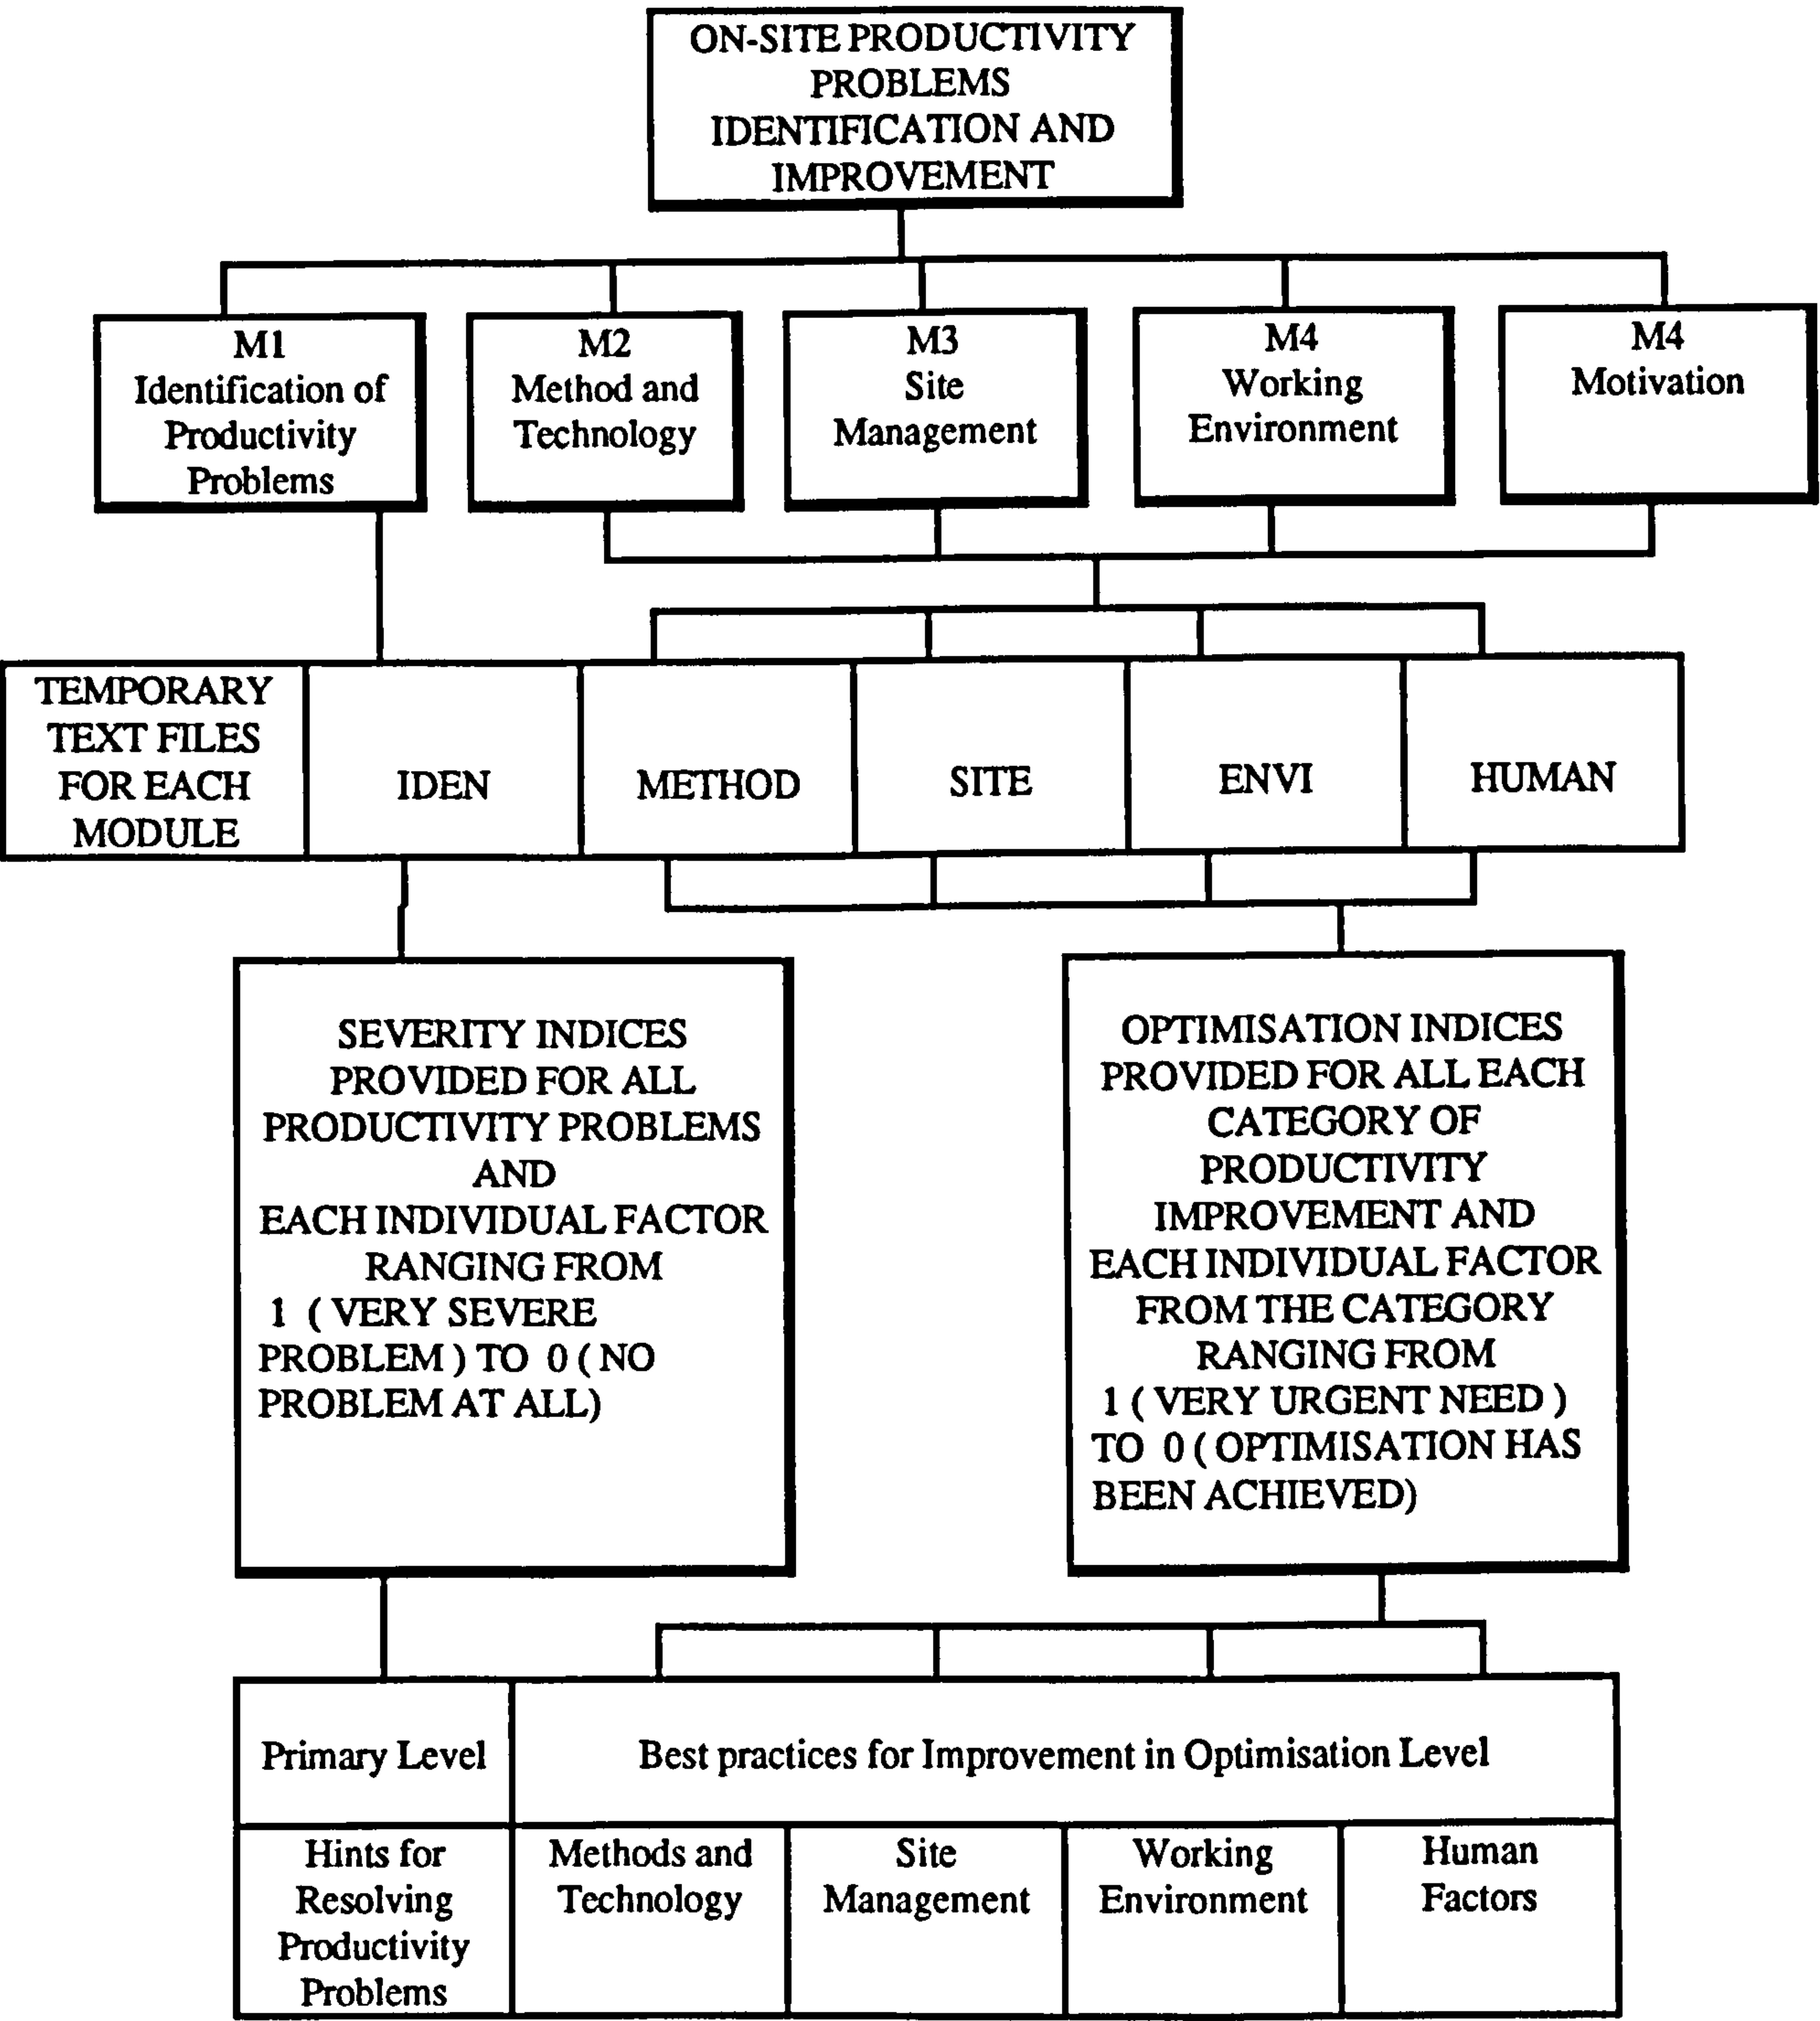 ON-SITE PRODUCTIVITY
PROBLEMS
IDENTIFICATION AND
IMPROVEMENT
M1
Identification of
Productivity
Problems
M2
Method and
Technology
M3
Site
Management
M4
Working
Environment
M4
Motivation
TEMPORARY
TEXT FILES
FOR EACH
MODULE
IDEN
METHOD
SITE
ENVI
HUMAN
SEVERITY INDICES
PROVIDED FOR ALL
PRODUCTIVITY PROBLEMS
AND
EACH INDIVIDUAL FACTOR
RANGING FROM
1 ( VERY SEVERE
PROBLEM ) TO 0 ( NO
PROBLEM AT ALL)
OPTIMISATION INDICES
PROVIDED FOR ALL EACH
CATEGORY OF
PRODUCTIVITY
IMPROVEMENT AND
EACH INDIVIDUAL FACTOR
FROM THE CATEGORY
RANGING FROM
1 ( VERY URGENT NEED )
TO 0 ( OPTIMISATION HAS
BEEN ACHIEVED)
Primary Level
Best practices for Improvement in Optimisation Level
Hints for
Resolving
Productivity
Problems
Methods and
Technology
Site
Management
Working
Environment
Human
Factors